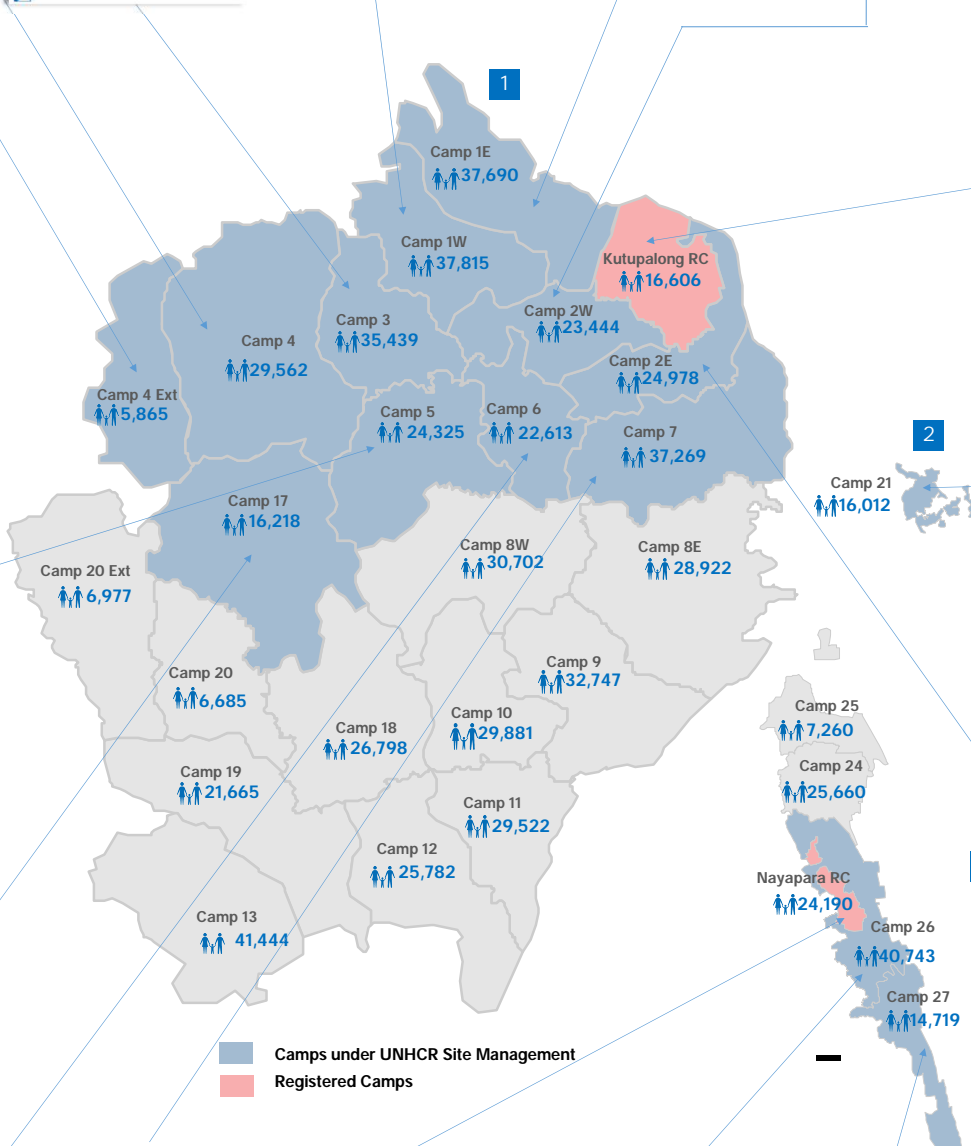 1
Camp 1E
37,690
Camp 1W
37,815
Kutupalong RC
16,606
Camp 2W
23,444
Camp 3
35,439
Camp 4
29,562
Camp 2E
24,978
Camp 4 Ext
5,865
Camp 5
24,325
Camp 6
22,613
Camp 7
37,269
2
Camp 21
16,012
Camp 17
16,218
Camp 8W
30,702
Camp 8E
28,922
Camp 20 Ext
6,977
Camp 9
32,747
Camp 20
6,685
Camp 25
7,260
Camp 10
29,881
Camp 18
26,798
Camp 24
25,660
Camp 19
21,665
Camp 11
29,522
Camp 12
25,782
Nayapara RC
24,190
Camp 13
41,444
Camp 26
40,743
Camp 27
14,719
Camps under UNHCR Site Management
Registered Camps